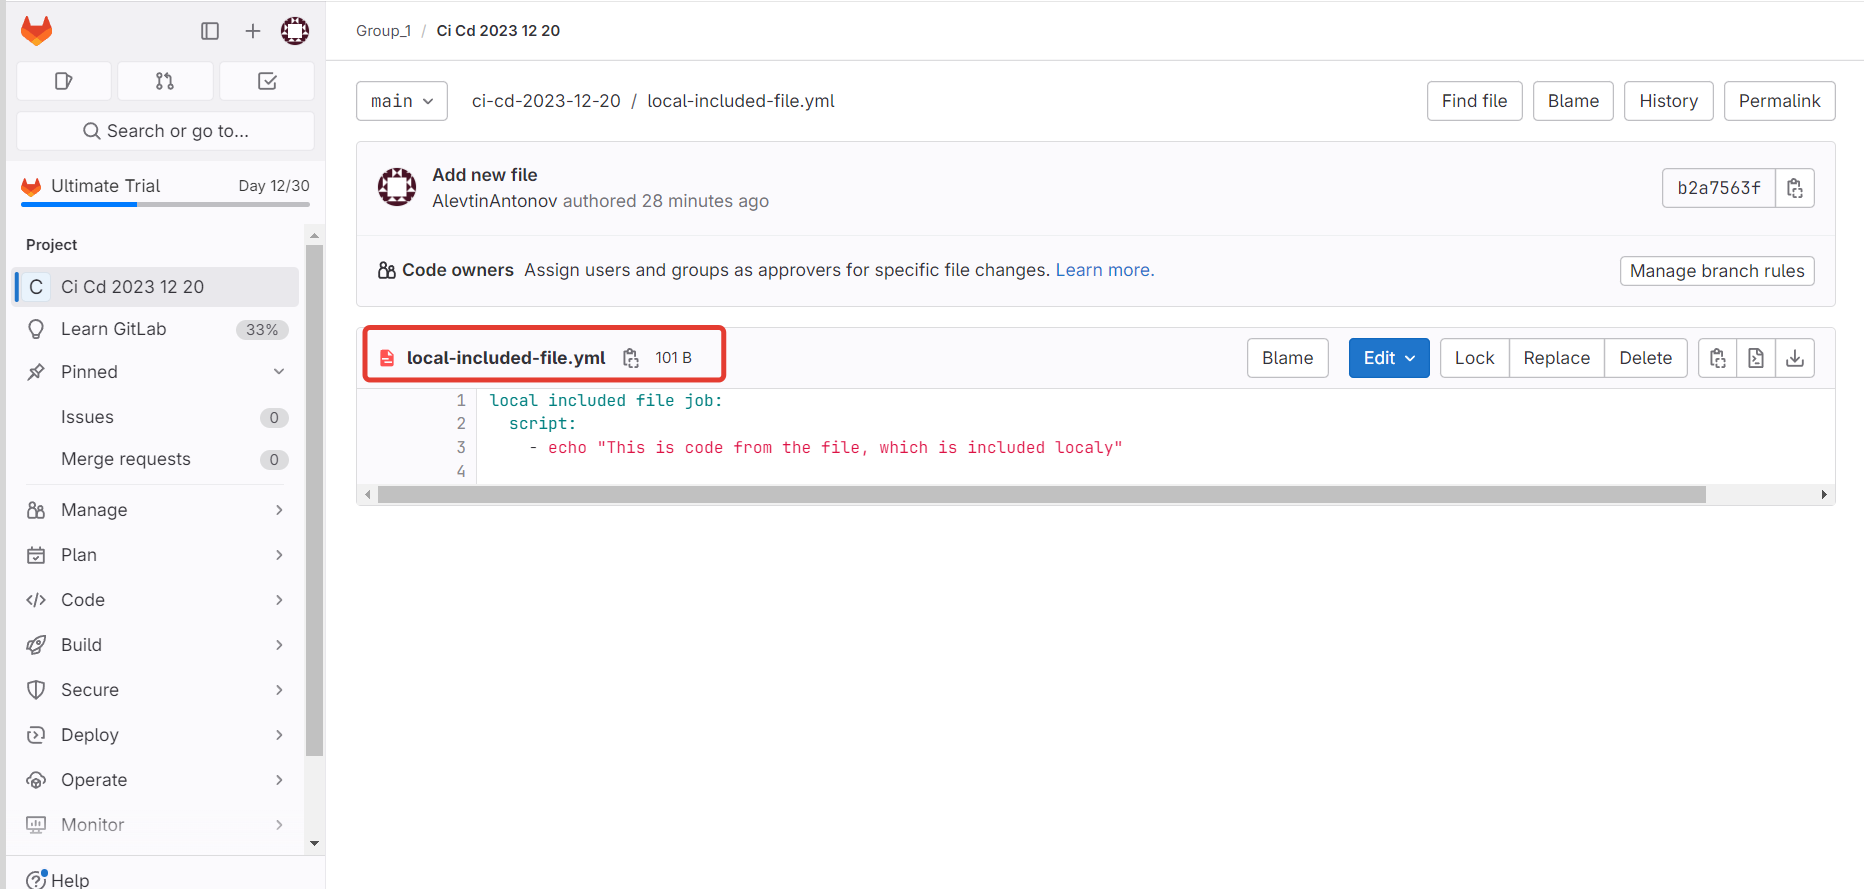 Group_1 / Ci Cd 2023 12 20
Search or go to...
Ultimate Trial Day 12/30
Project
C Ci Cd 2023 12 20
Learn GitLab 33%
Pinned
Issues 0
Merge requests 0
Manage
Plan
Code
Build
Secure
Deploy
Operate
Monitor
Help
main ci-cd-2023-12-20 / local-included-file.yml Find file Blame History Permalink
Add new file
AlevtinAntonov authored 28 minutes ago
b2a7563f
Code owners Assign users and groups as approvers for specific file changes. Learn more. Manage branch rules
local-included-file.yml 101 B Blame Edit Lock Replace Delete
1 local included file job:
2 script:
3 - echo "This is code from the file, which is included localy"
4